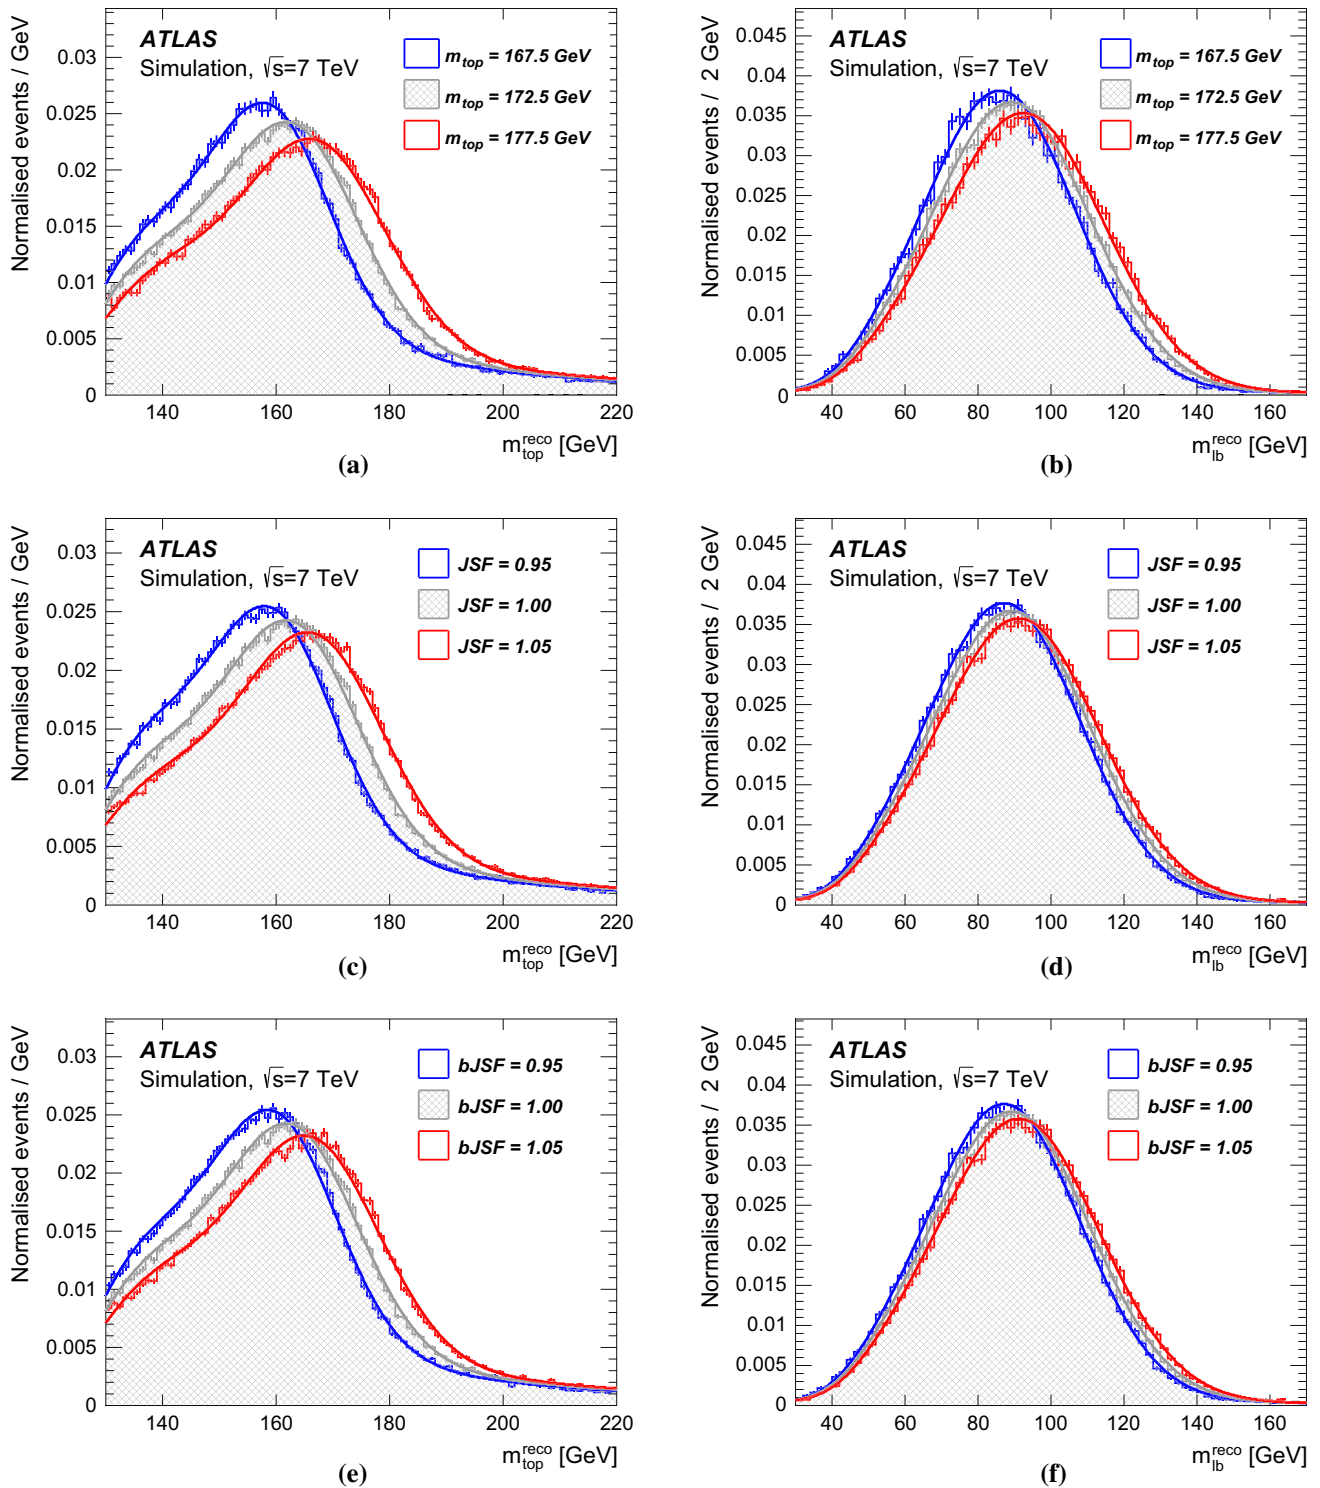 Normalised events / GeV
0.03
0.025
0.02
0.015
0.01
0.005
0
ATLAS
Simulation, √s=7 TeV
m_top = 167.5 GeV
m_top = 172.5 GeV
m_top = 177.5 GeV
140 160 180 200 220
m_top^reco [GeV]
(a)
Normalised events / 2 GeV
0.045
0.04
0.035
0.03
0.025
0.02
0.015
0.01
0.005
0
ATLAS
Simulation, √s=7 TeV
m_top = 167.5 GeV
m_top = 172.5 GeV
m_top = 177.5 GeV
40 60 80 100 120 140 160
m_lb^reco [GeV]
(b)
Normalised events / GeV
0.03
0.025
0.02
0.015
0.01
0.005
0
ATLAS
Simulation, √s=7 TeV
JSF = 0.95
JSF = 1.00
JSF = 1.05
140 160 180 200 220
m_top^reco [GeV]
(c)
Normalised events / 2 GeV
0.045
0.04
0.035
0.03
0.025
0.02
0.015
0.01
0.005
0
ATLAS
Simulation, √s=7 TeV
JSF = 0.95
JSF = 1.00
JSF = 1.05
40 60 80 100 120 140 160
m_lb^reco [GeV]
(d)
Normalised events / GeV
0.03
0.025
0.02
0.015
0.01
0.005
0
ATLAS
Simulation, √s=7 TeV
bJSF = 0.95
bJSF = 1.00
bJSF = 1.05
140 160 180 200 220
m_top^reco [GeV]
(e)
Normalised events / 2 GeV
0.045
0.04
0.035
0.03
0.025
0.02
0.015
0.01
0.005
0
ATLAS
Simulation, √s=7 TeV
bJSF = 0.95
bJSF = 1.00
bJSF = 1.05
40 60 80 100 120 140 160
m_lb^reco [GeV]
(f)